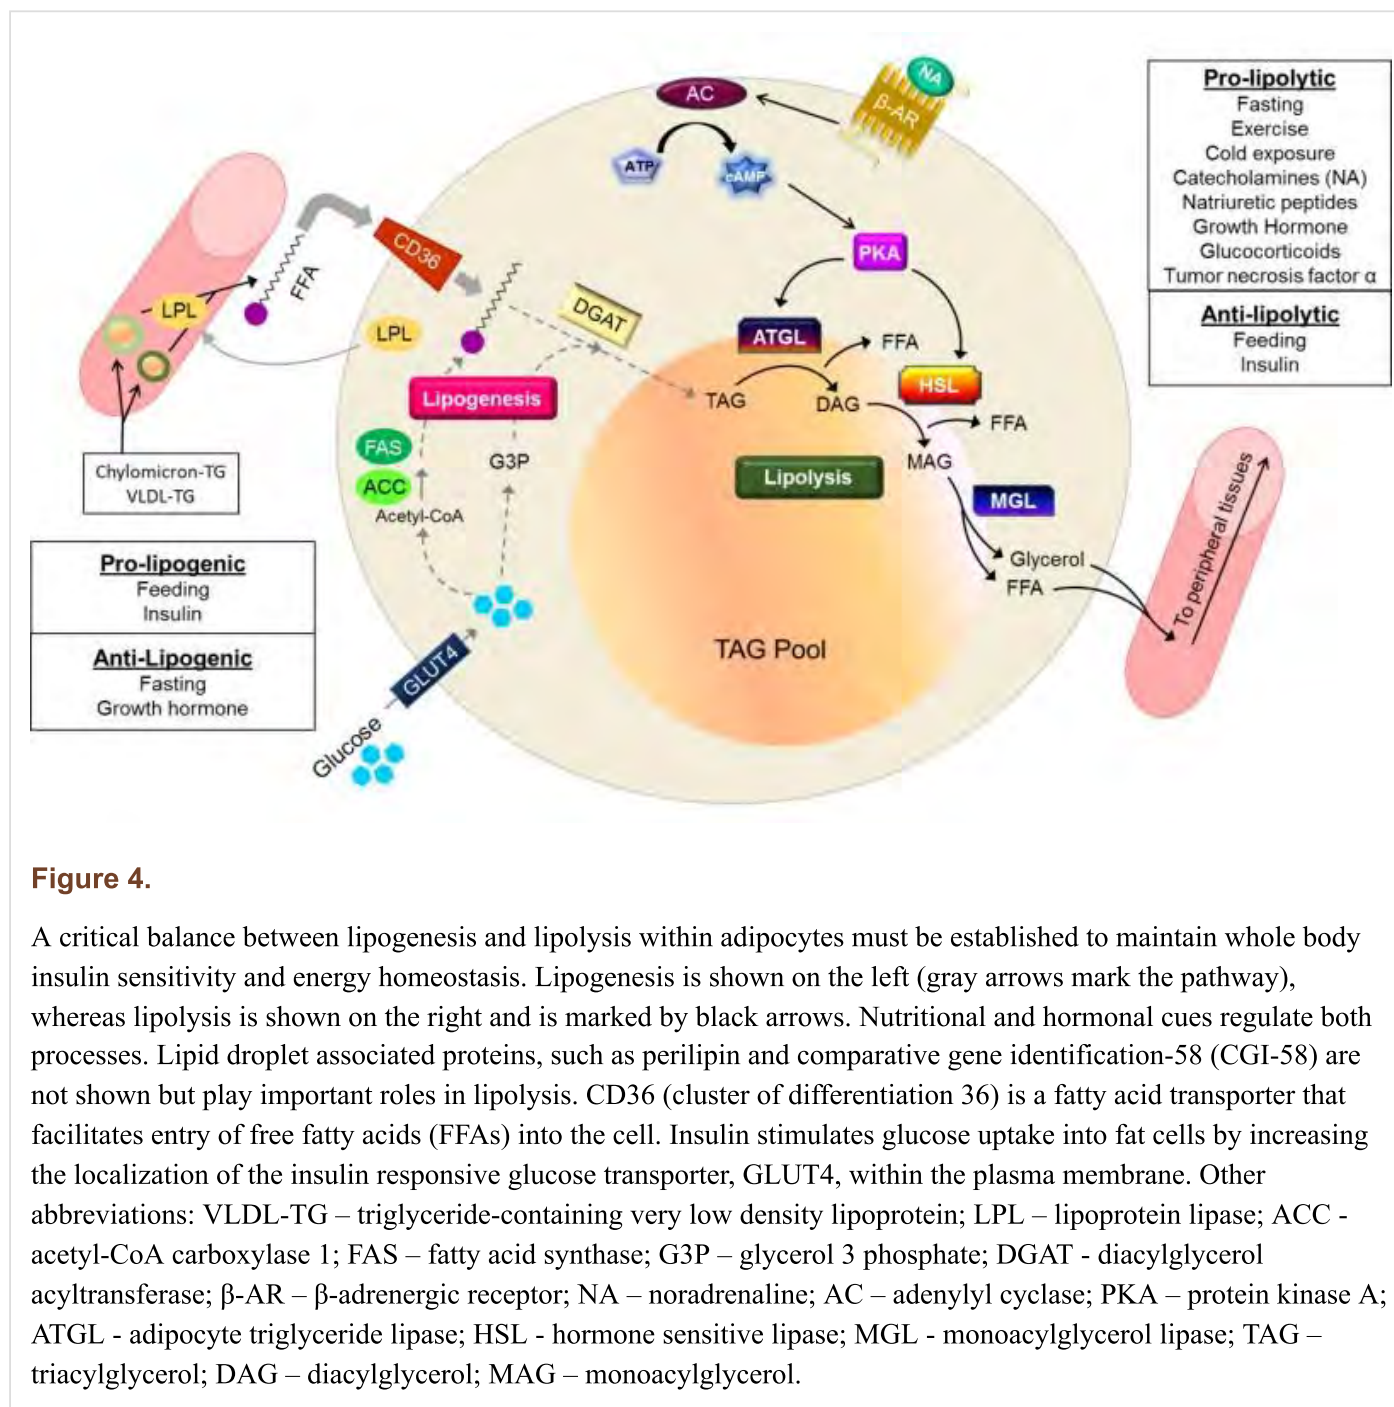 AC
NA
β-AR
ATP
cAMP
PKA
CD36
FFA
LPL
LPL
DGAT
ATGL
FFA
HSL
TAG
DAG
FFA
MAG
Lipogenesis
Lipolysis
FAS
ACC
G3P
Acetyl-CoA
MGL
Glycerol
FFA
To peripheral tissues
TAG Pool
GLUT4
Glucose
Chylomicron-TG
VLDL-TG
Pro-lipogenic
Feeding
Insulin
Anti-Lipogenic
Fasting
Growth hormone
Pro-lipolytic
Fasting
Exercise
Cold exposure
Catecholamines (NA)
Natriuretic peptides
Growth Hormone
Glucocorticoids
Tumor necrosis factor α
Anti-lipolytic
Feeding
Insulin
Figure 4.
A critical balance between lipogenesis and lipolysis within adipocytes must be established to maintain whole body
insulin sensitivity and energy homeostasis. Lipogenesis is shown on the left (gray arrows mark the pathway),
whereas lipolysis is shown on the right and is marked by black arrows. Nutritional and hormonal cues regulate both
processes. Lipid droplet associated proteins, such as perilipin and comparative gene identification-58 (CGI-58) are
not shown but play important roles in lipolysis. CD36 (cluster of differentiation 36) is a fatty acid transporter that
facilitates entry of free fatty acids (FFAs) into the cell. Insulin stimulates glucose uptake into fat cells by increasing
the localization of the insulin responsive glucose transporter, GLUT4, within the plasma membrane. Other
abbreviations: VLDL-TG – triglyceride-containing very low density lipoprotein; LPL – lipoprotein lipase; ACC -
acetyl-CoA carboxylase 1; FAS – fatty acid synthase; G3P – glycerol 3 phosphate; DGAT - diacylglycerol
acyltransferase; β-AR – β-adrenergic receptor; NA – noradrenaline; AC – adenylyl cyclase; PKA – protein kinase A;
ATGL - adipocyte triglyceride lipase; HSL - hormone sensitive lipase; MGL - monoacylglycerol lipase; TAG –
triacylglycerol; DAG – diacylglycerol; MAG – monoacylglycerol.